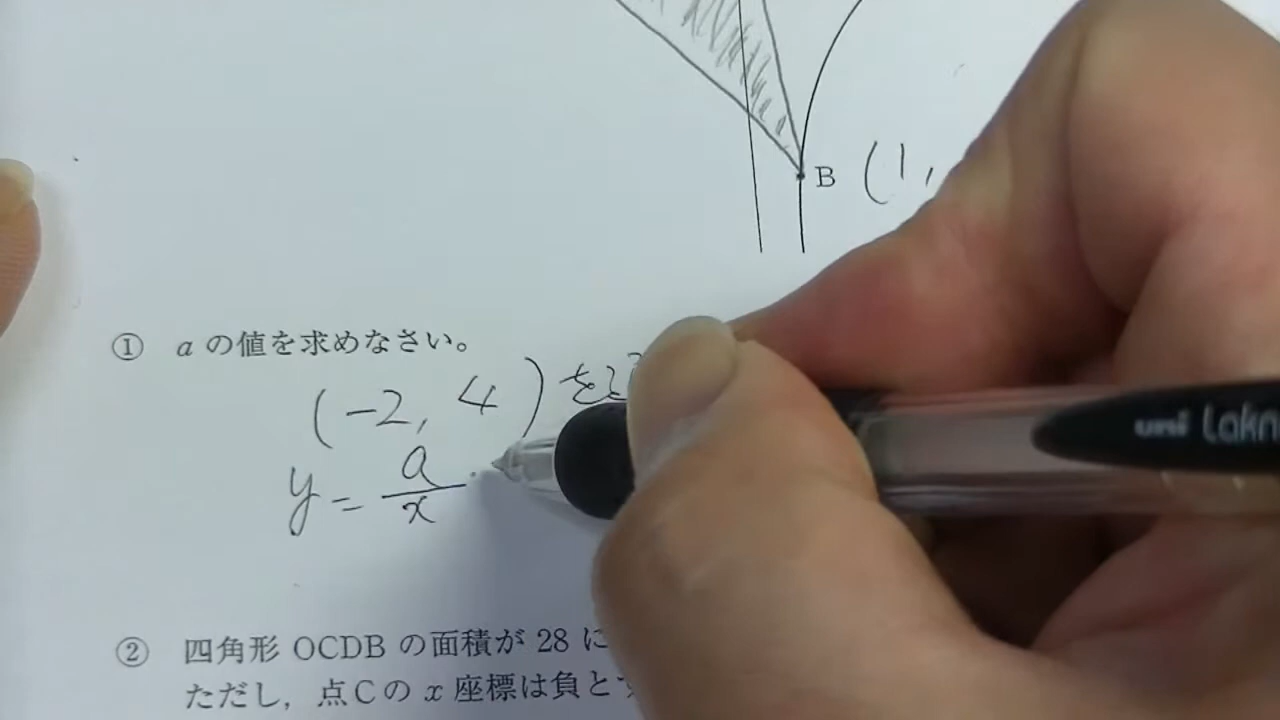 B (1,
① aの値を求めなさい。
(-2, 4)を
y = a/x
uni Lakn
② 四角形 OCDB の面積が 28 に
ただし，点Cの x 座標は負と